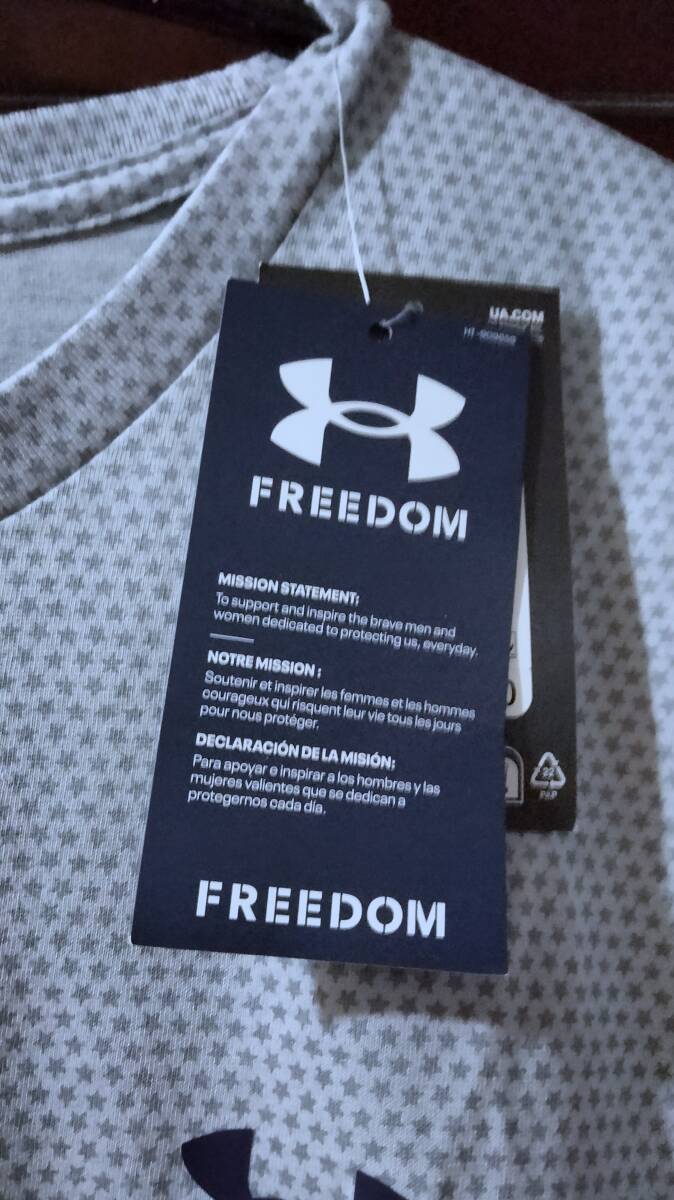 UA.COM
FREEDOM
MISSION STATEMENT:
To support and inspire the brave men and
women dedicated to protecting us, everyday.
NOTRE MISSION :
Soutenir et inspirer les femmes et les hommes
courageux qui risquent leur vie tous les jours
pour nous protéger.
DECLARACIÓN DE LA MISIÓN:
Para apoyar e inspirar a los hombres y las
mujeres valientes que se dedican a
protegernos cada día.
FREEDOM
22
PAP